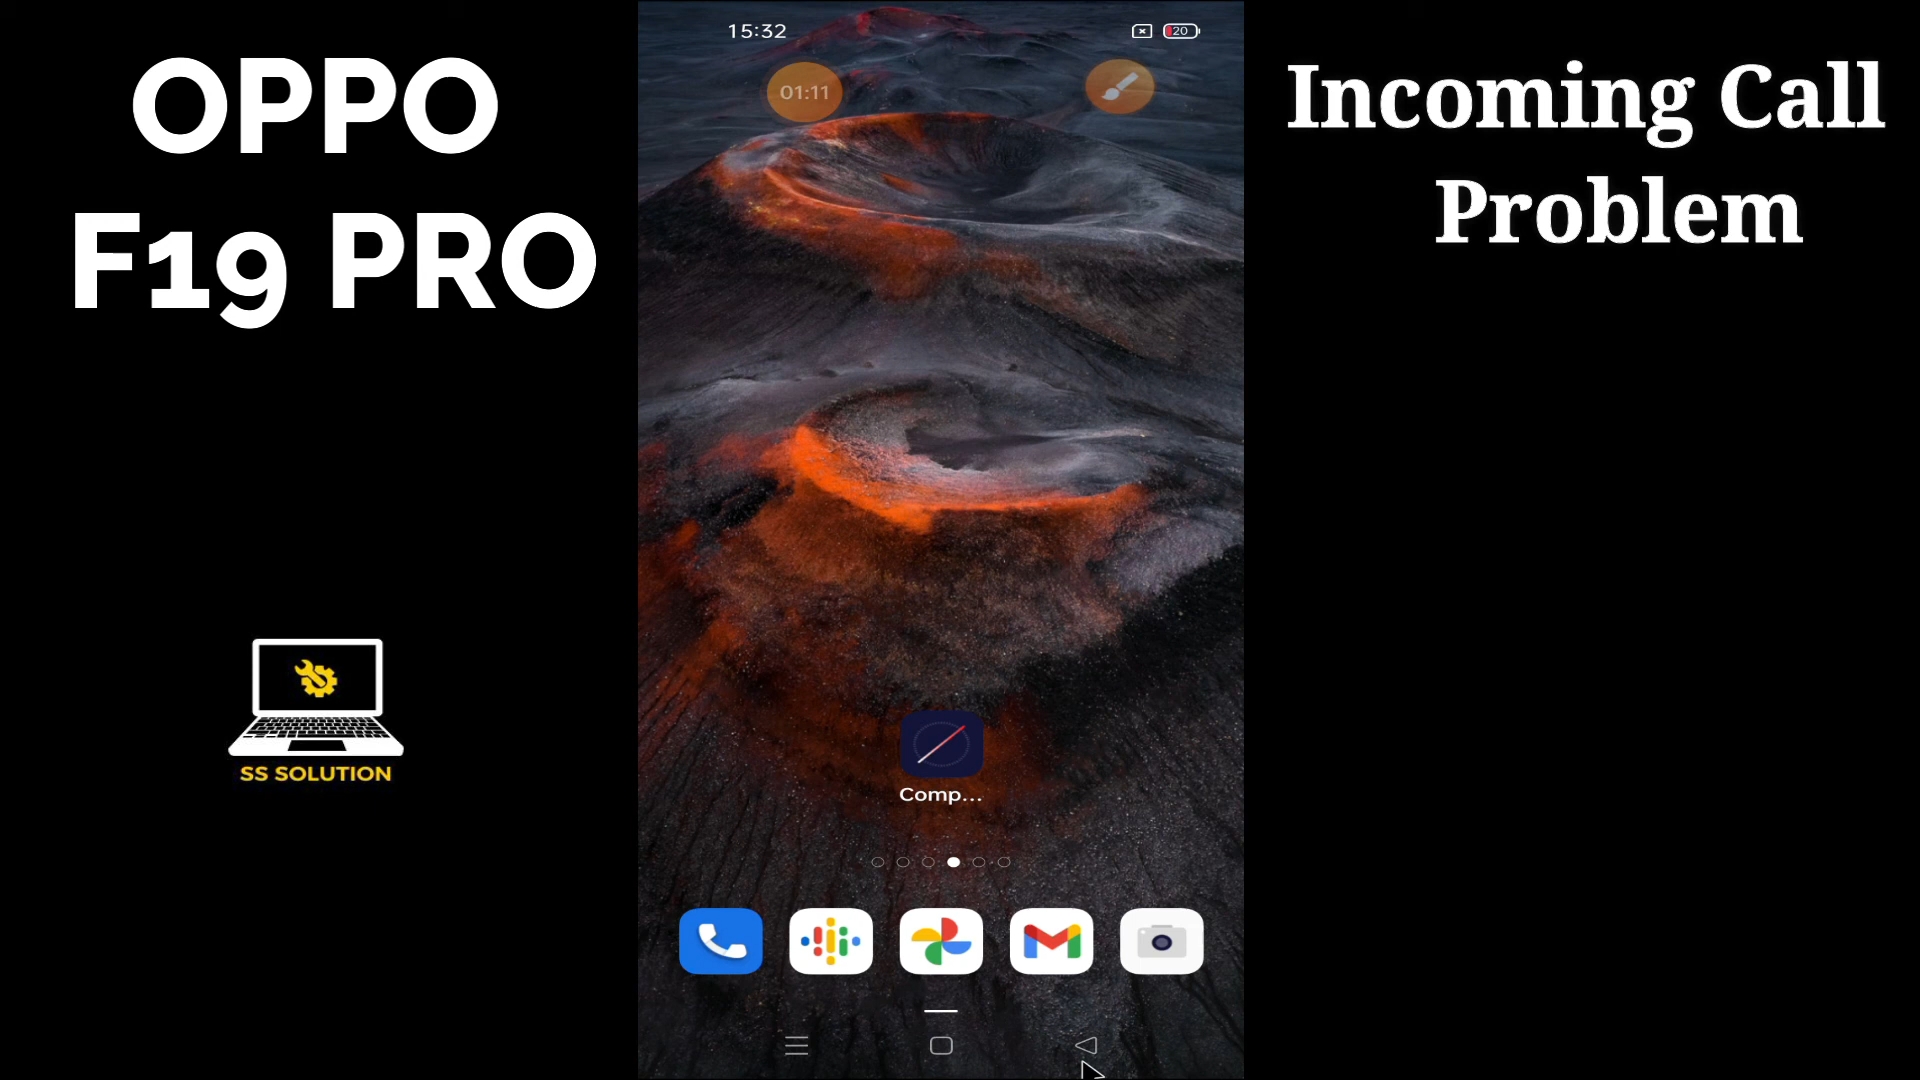 OPPO
F19 PRO
15:32
20
01:11
Incoming Call
Problem
SS SOLUTION
Comp...